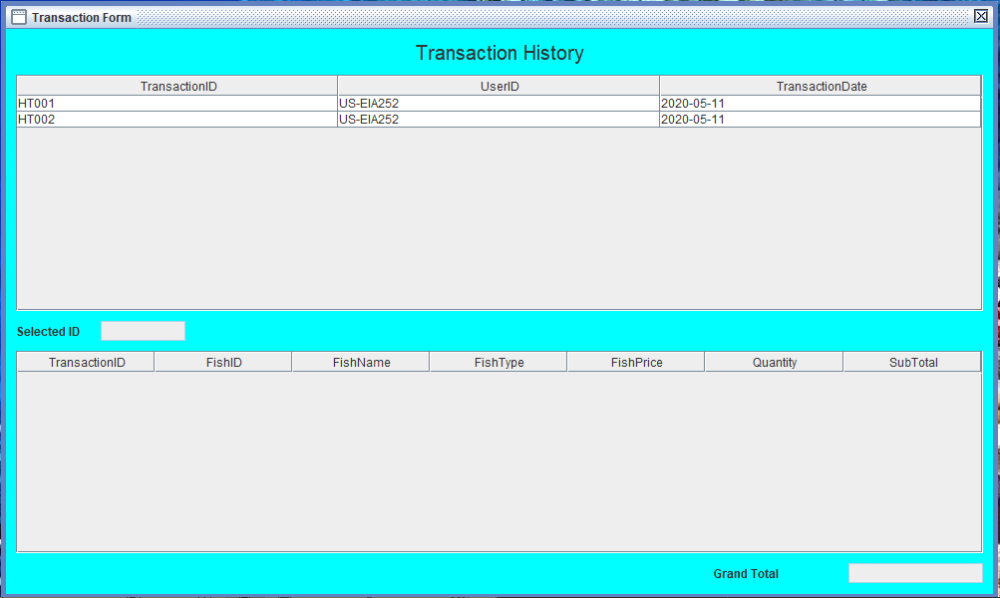 Transaction Form
Transaction History
TransactionID UserID TransactionDate
HT001 US-EIA252 2020-05-11
HT002 US-EIA252 2020-05-11
Selected ID
TransactionID FishID FishName FishType FishPrice Quantity SubTotal
Grand Total